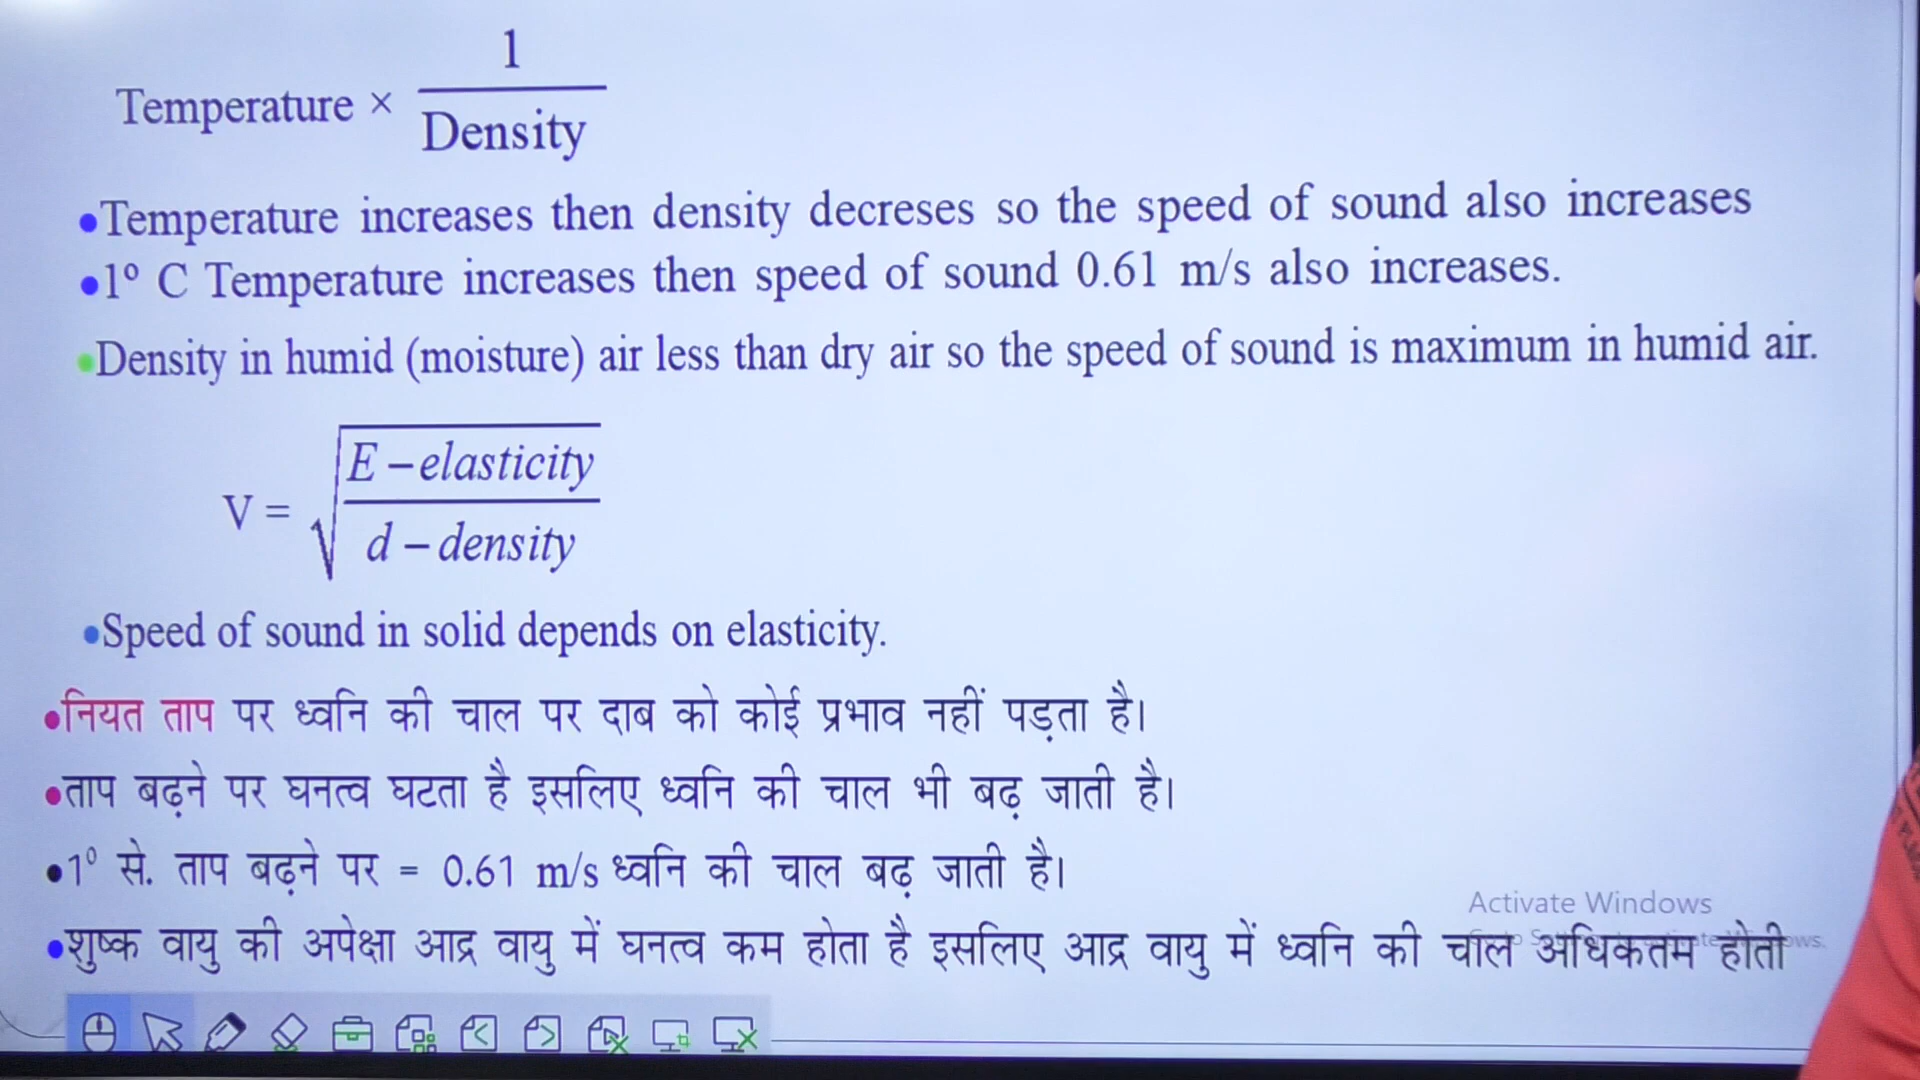 1
Temperature ×
Density
•Temperature increases then density decreses so the speed of sound also increases
•1° C Temperature increases then speed of sound 0.61 m/s also increases.
•Density in humid (moisture) air less than dry air so the speed of sound is maximum in humid air.
E – elasticity
V = √
d – density
•Speed of sound in solid depends on elasticity.
•नियत ताप पर ध्वनि की चाल पर दाब को कोई प्रभाव नहीं पड़ता है।
•ताप बढ़ने पर घनत्व घटता है इसलिए ध्वनि की चाल भी बढ़ जाती है।
•1⁰ से. ताप बढ़ने पर = 0.61 m/s ध्वनि की चाल बढ़ जाती है।
Activate Windows
•शुष्क वायु की अपेक्षा आद्र वायु में घनत्व कम होता है इसलिए आद्र वायु में ध्वनि की चाल अधिकतम होती